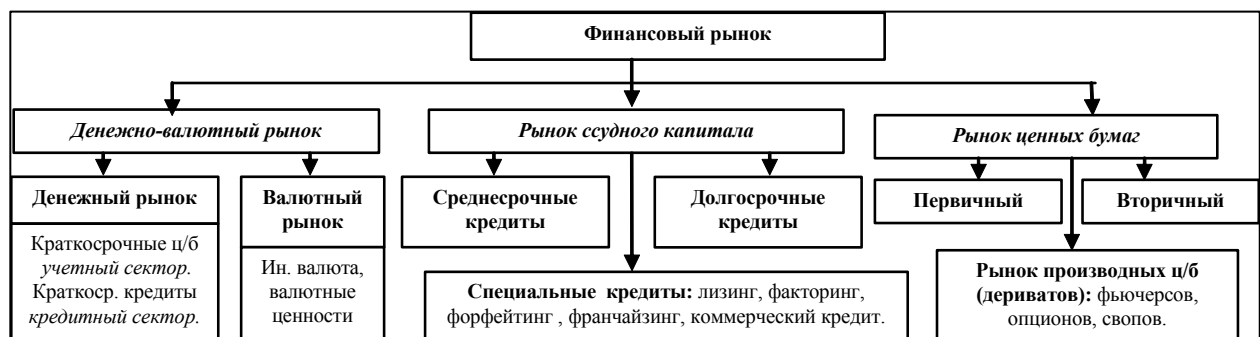 Финансовый рынок
Денежно-валютный рынок
Рынок ссудного капитала
Рынок ценных бумаг
Денежный рынок
Краткосрочные ц/б
учетный сектор.
Краткоср. кредиты
кредитный сектор.
Валютный
рынок
Ин. валюта,
валютные
ценности
Среднесрочные
кредиты
Долгосрочные
кредиты
Специальные кредиты: лизинг, факторинг,
форфейтинг , франчайзинг, коммерческий кредит.
Первичный
Вторичный
Рынок производных ц/б
(дериватов): фьючерсов,
опционов, свопов.